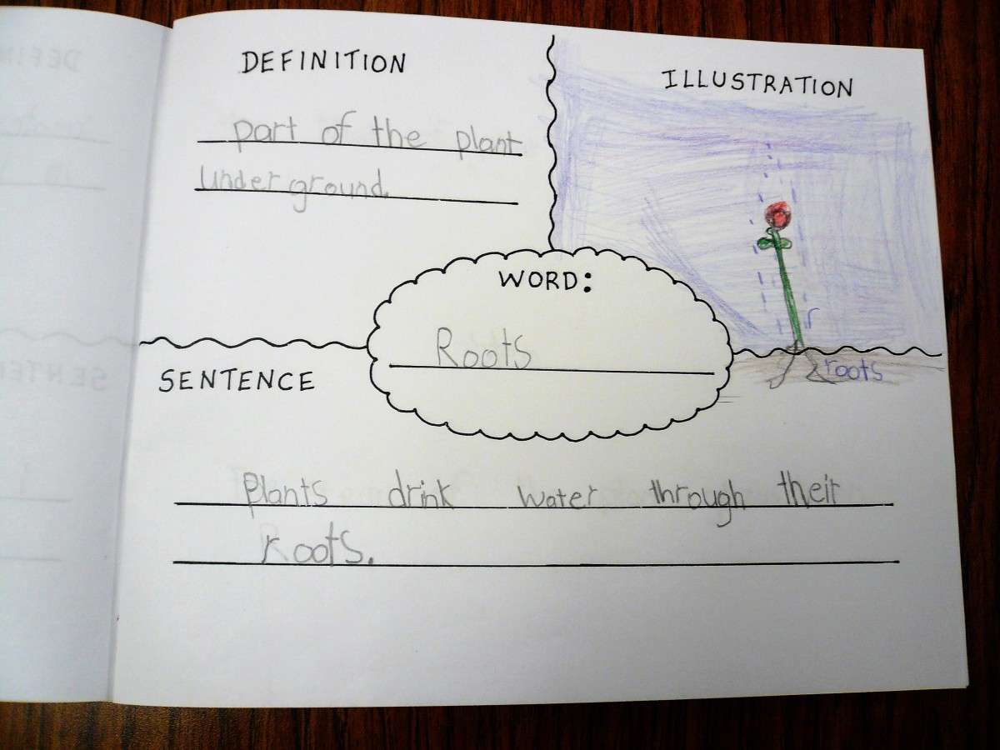 DEFINITION
part of the plant
underground.
ILLUSTRATION
roots
WORD:
Roots
SENTENCE
Plants drink water through their
roots.